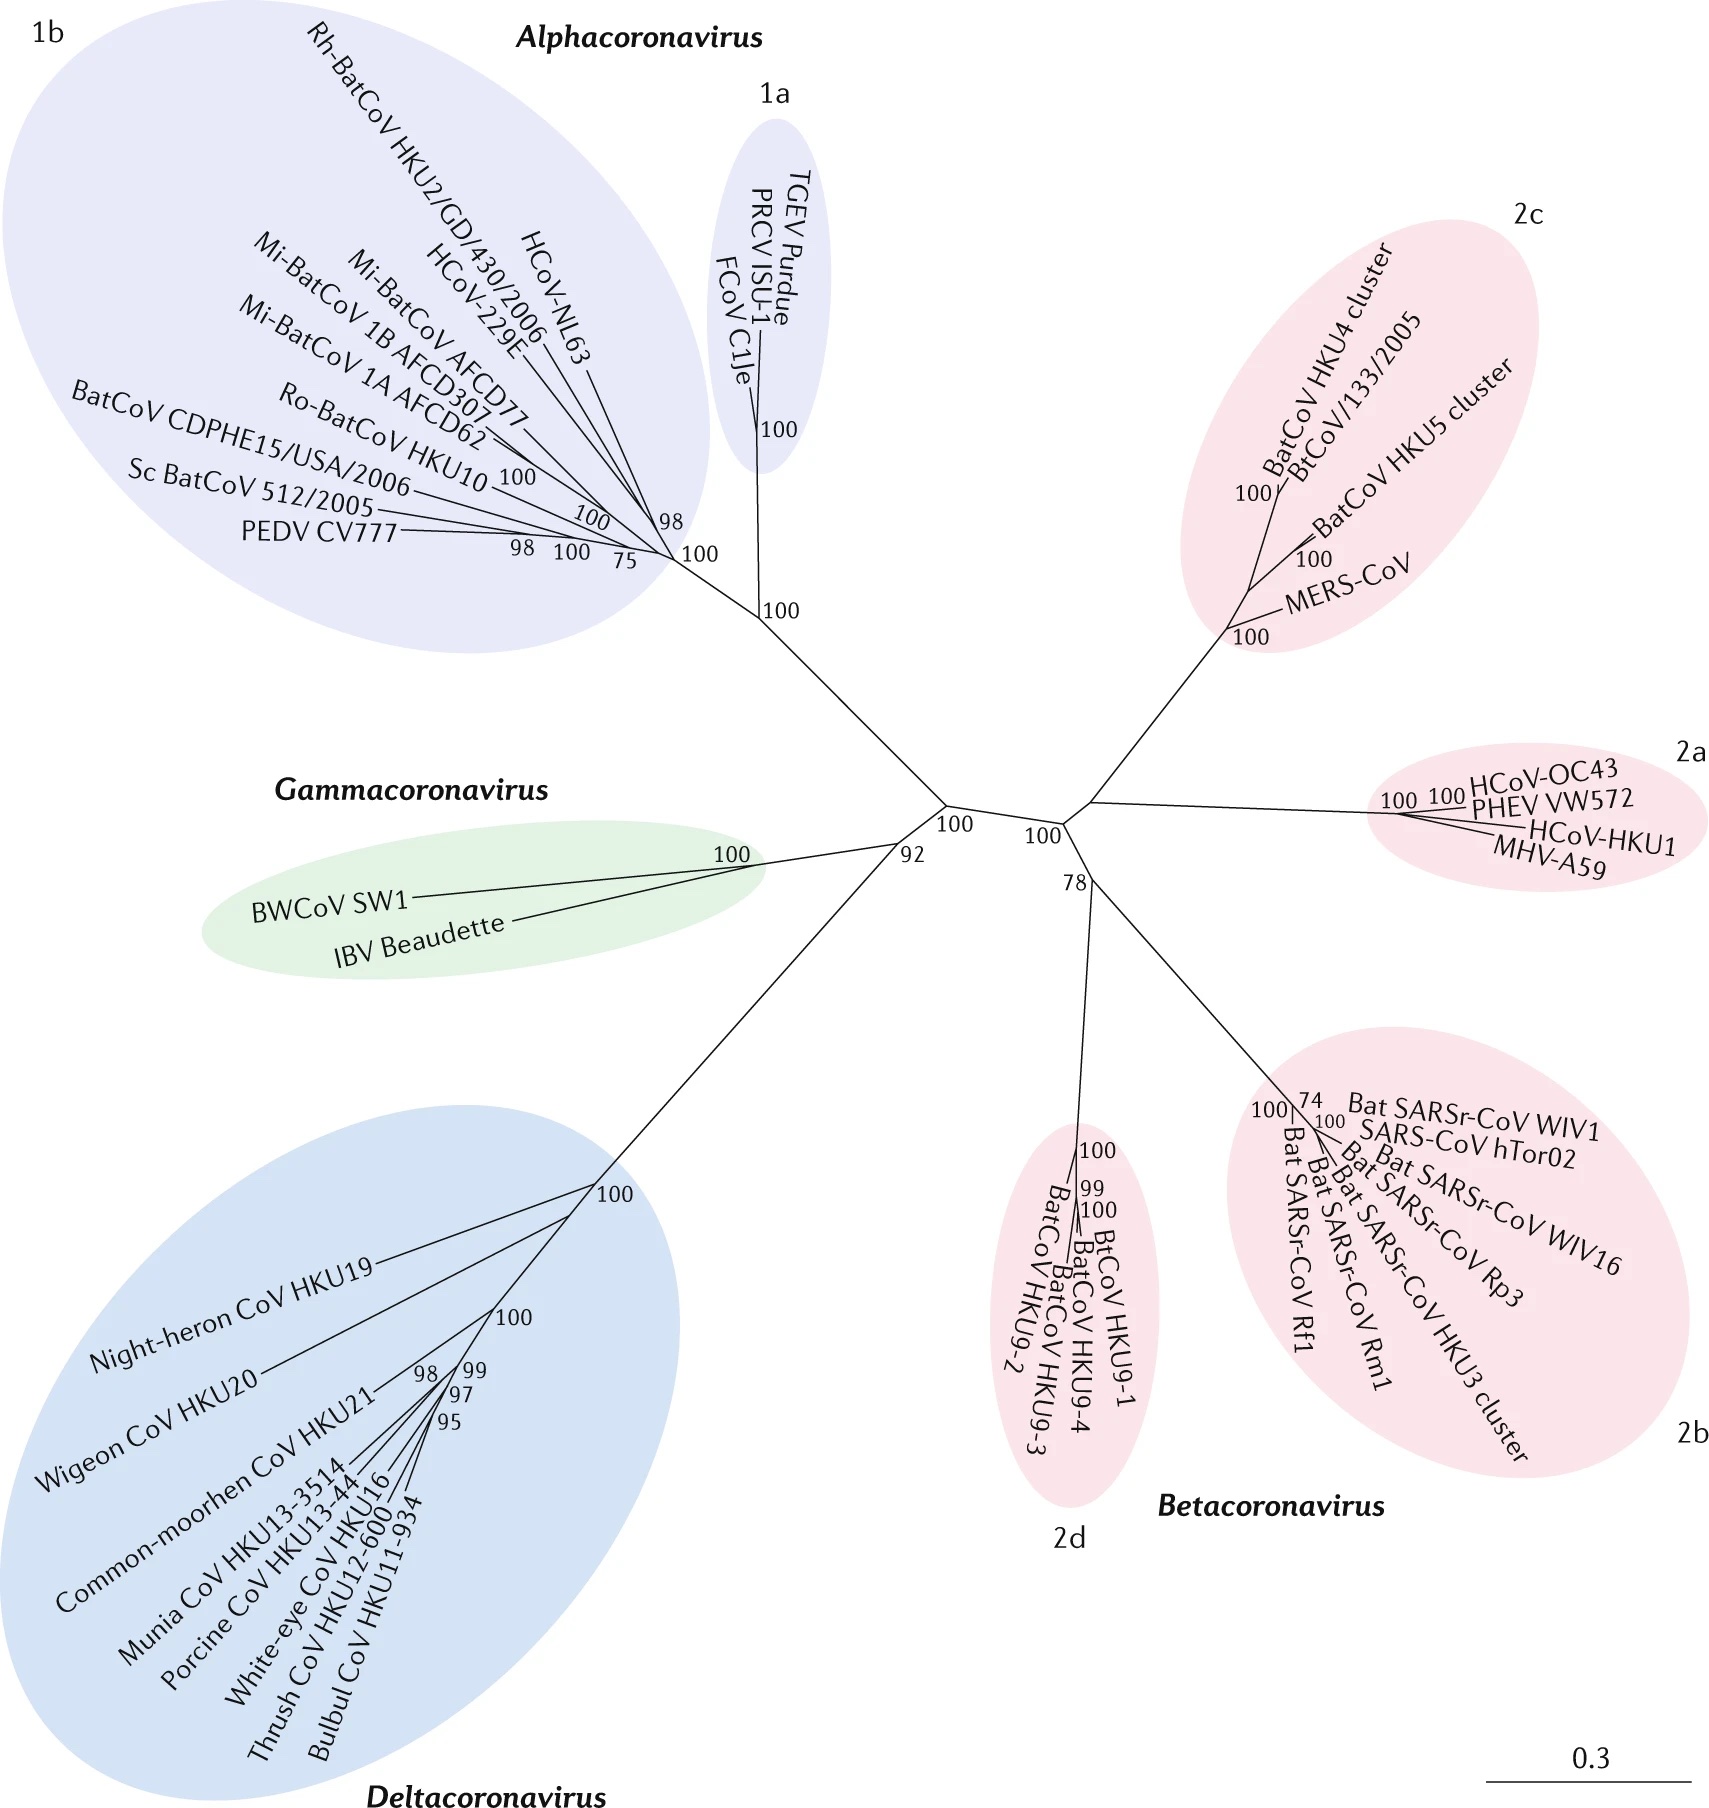 1b
Alphacoronavirus
1a
Rh-BatCoV HKU2/GD/430/2006
HCoV-NL63
HCoV-229E
Mi-BatCoV AFCD77
Mi-BatCoV 1B AFCD307
Mi-BatCoV 1A AFCD62
Ro-BatCoV HKU10
BatCoV CDPHE15/USA/2006
Sc BatCoV 512/2005
PEDV CV777
100
100
98
98
100
75
100
TGEV Purdue
PRCV ISU-1
FCoV C1Je
100
100
2c
BatCoV HKU4 cluster
BtCoV//133/2005
BatCoV HKU5 cluster
MERS-CoV
100
100
100
2a
HCoV-OC43
PHEV VW572
HCoV-HKU1
MHV-A59
100
100
Gammacoronavirus
BWCoV SW1
IBV Beaudette
100
92
100
100
78
74
100
100
Bat SARSr-CoV WIV1
SARS-CoV hTor02
Bat SARSr-CoV WIV16
Bat SARSr-CoV Rp3
Bat SARSr-CoV HKU3 cluster
Bat SARSr-CoV Rm1
Bat SARSr-CoV Rf1
2b
100
99
100
BtCoV HKU9-1
BatCoV HKU9-4
BatCoV HKU9-3
BatCoV HKU9-2
2d
Betacoronavirus
100
Night-heron CoV HKU19
Wigeon CoV HKU20
100
Common-moorhen CoV HKU21
98
99
97
95
Munia CoV HKU13-3514
Porcine CoV HKU13-44
White-eye CoV HKU16
Thrush CoV HKU12-600
Bulbul CoV HKU11-934
Deltacoronavirus
0.3